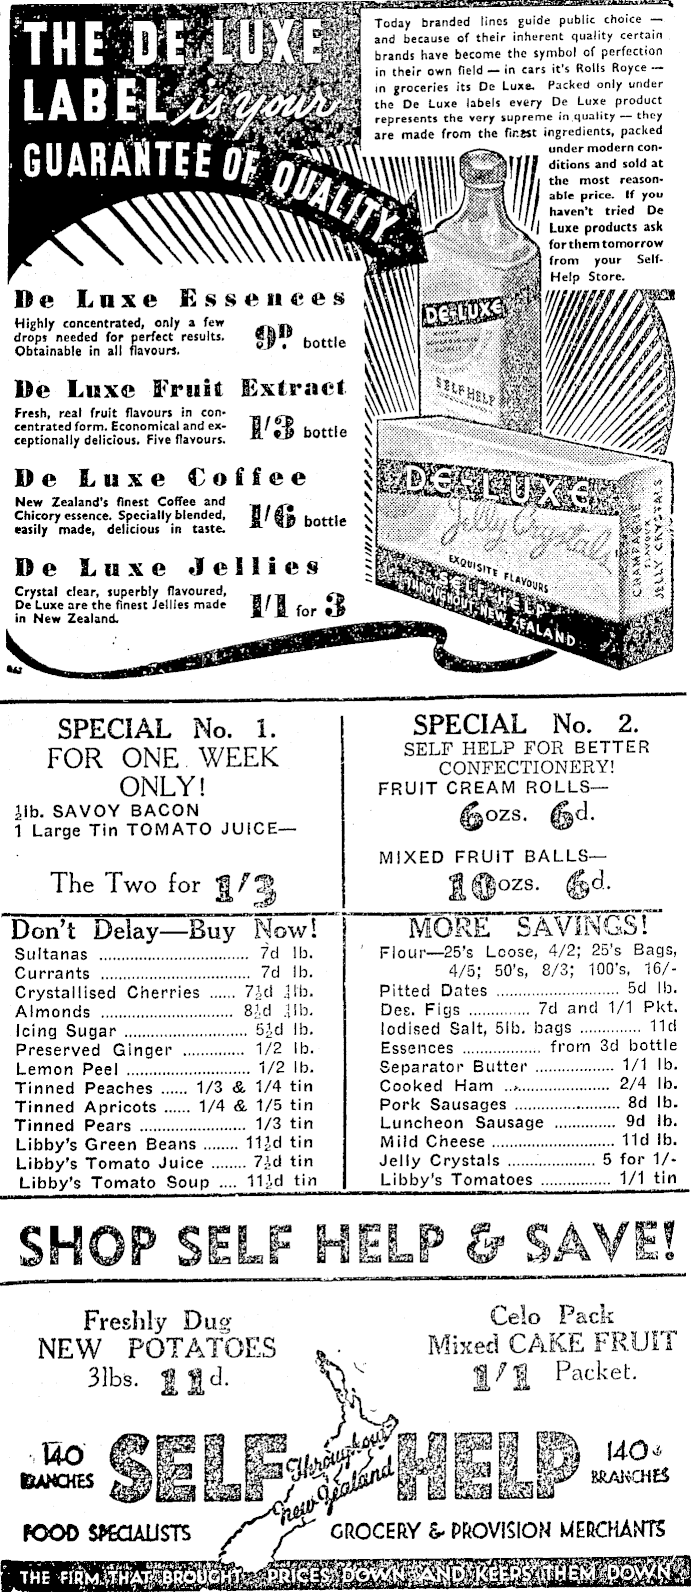 THE DE LUXE
LABEL is your
GUARANTEE OF QUALITY
Today branded lines guide public choice —
and because of their inherent quality certain
brands have become the symbol of perfection
in their own field — in cars it's Rolls Royce —
in groceries its De Luxe. Packed only under
the De Luxe labels every De Luxe product
represents the very supreme in quality — they
are made from the finest ingredients, packed
under modern con-
ditions and sold at
the most reason-
able price. If you
haven't tried De
Luxe products ask
for them tomorrow
from your Self-
Help Store.
De Luxe Essences
Highly concentrated, only a few
drops needed for perfect results.
Obtainable in all flavours.
9D. bottle
De Luxe Fruit Extract
Fresh, real fruit flavours in con-
centrated form. Economical and ex-
ceptionally delicious. Five flavours.
1/3 bottle
De Luxe Coffee
New Zealand's finest Coffee and
Chicory essence. Specially blended,
easily made, delicious in taste.
1/6 bottle
De Luxe Jellies
Crystal clear, superbly flavoured,
De Luxe are the finest Jellies made
in New Zealand.
1/1 for 3
DE-LUXE
SELF HELP
DE-LUXE
Jelly Crystals
EXQUISITE FLAVOURS
SELF-HELP
THROUGHOUT NEW ZEALAND
CHAMPAGNE
FLAVOUR
JELLY CRYSTALS
SPECIAL No. 1.
FOR ONE WEEK
ONLY!
½lb. SAVOY BACON
1 Large Tin TOMATO JUICE—
The Two for 1/3
SPECIAL No. 2.
SELF HELP FOR BETTER
CONFECTIONERY!
FRUIT CREAM ROLLS—
6ozs. 6d.
MIXED FRUIT BALLS—
10ozs. 6d.
Don't Delay—Buy Now!
Sultanas ................................ 7d lb.
Currants ................................ 7d lb.
Crystallised Cherries ...... 7½d ¼lb.
Almonds ............................ 8½d ¼lb.
Icing Sugar .......................... 5½d lb.
Preserved Ginger .............. 1/2 lb.
Lemon Peel .......................... 1/2 lb.
Tinned Peaches ...... 1/3 & 1/4 tin
Tinned Apricots ...... 1/4 & 1/5 tin
Tinned Pears ........................ 1/3 tin
Libby's Green Beans ........ 11½d tin
Libby's Tomato Juice ........ 7½d tin
Libby's Tomato Soup .... 11½d tin
MORE SAVINGS!
Flour—25's Loose, 4/2; 25's Bags,
4/5; 50's, 8/3; 100's, 16/-
Pitted Dates .......................... 5d lb.
Des. Figs ............. 7d and 1/1 Pkt.
Iodised Salt, 5lb. bags ............. 11d
Essences ................. from 3d bottle
Separator Butter ................. 1/1 lb.
Cooked Ham ....................... 2/4 lb.
Pork Sausages ....................... 8d lb.
Luncheon Sausage ................ 9d lb.
Mild Cheese ........................... 11d lb.
Jelly Crystals .................... 5 for 1/-
Libby's Tomatoes ................ 1/1 tin
SHOP SELF HELP & SAVE!
Freshly Dug
NEW POTATOES
3lbs. 11d.
Celo Pack
Mixed CAKE FRUIT
1/1 Packet.
140
BRANCHES
SELF HELP
Throughout
New Zealand
140
BRANCHES
FOOD SPECIALISTS
GROCERY & PROVISION MERCHANTS
THE FIRM THAT BROUGHT PRICES DOWN AND KEEPS THEM DOWN